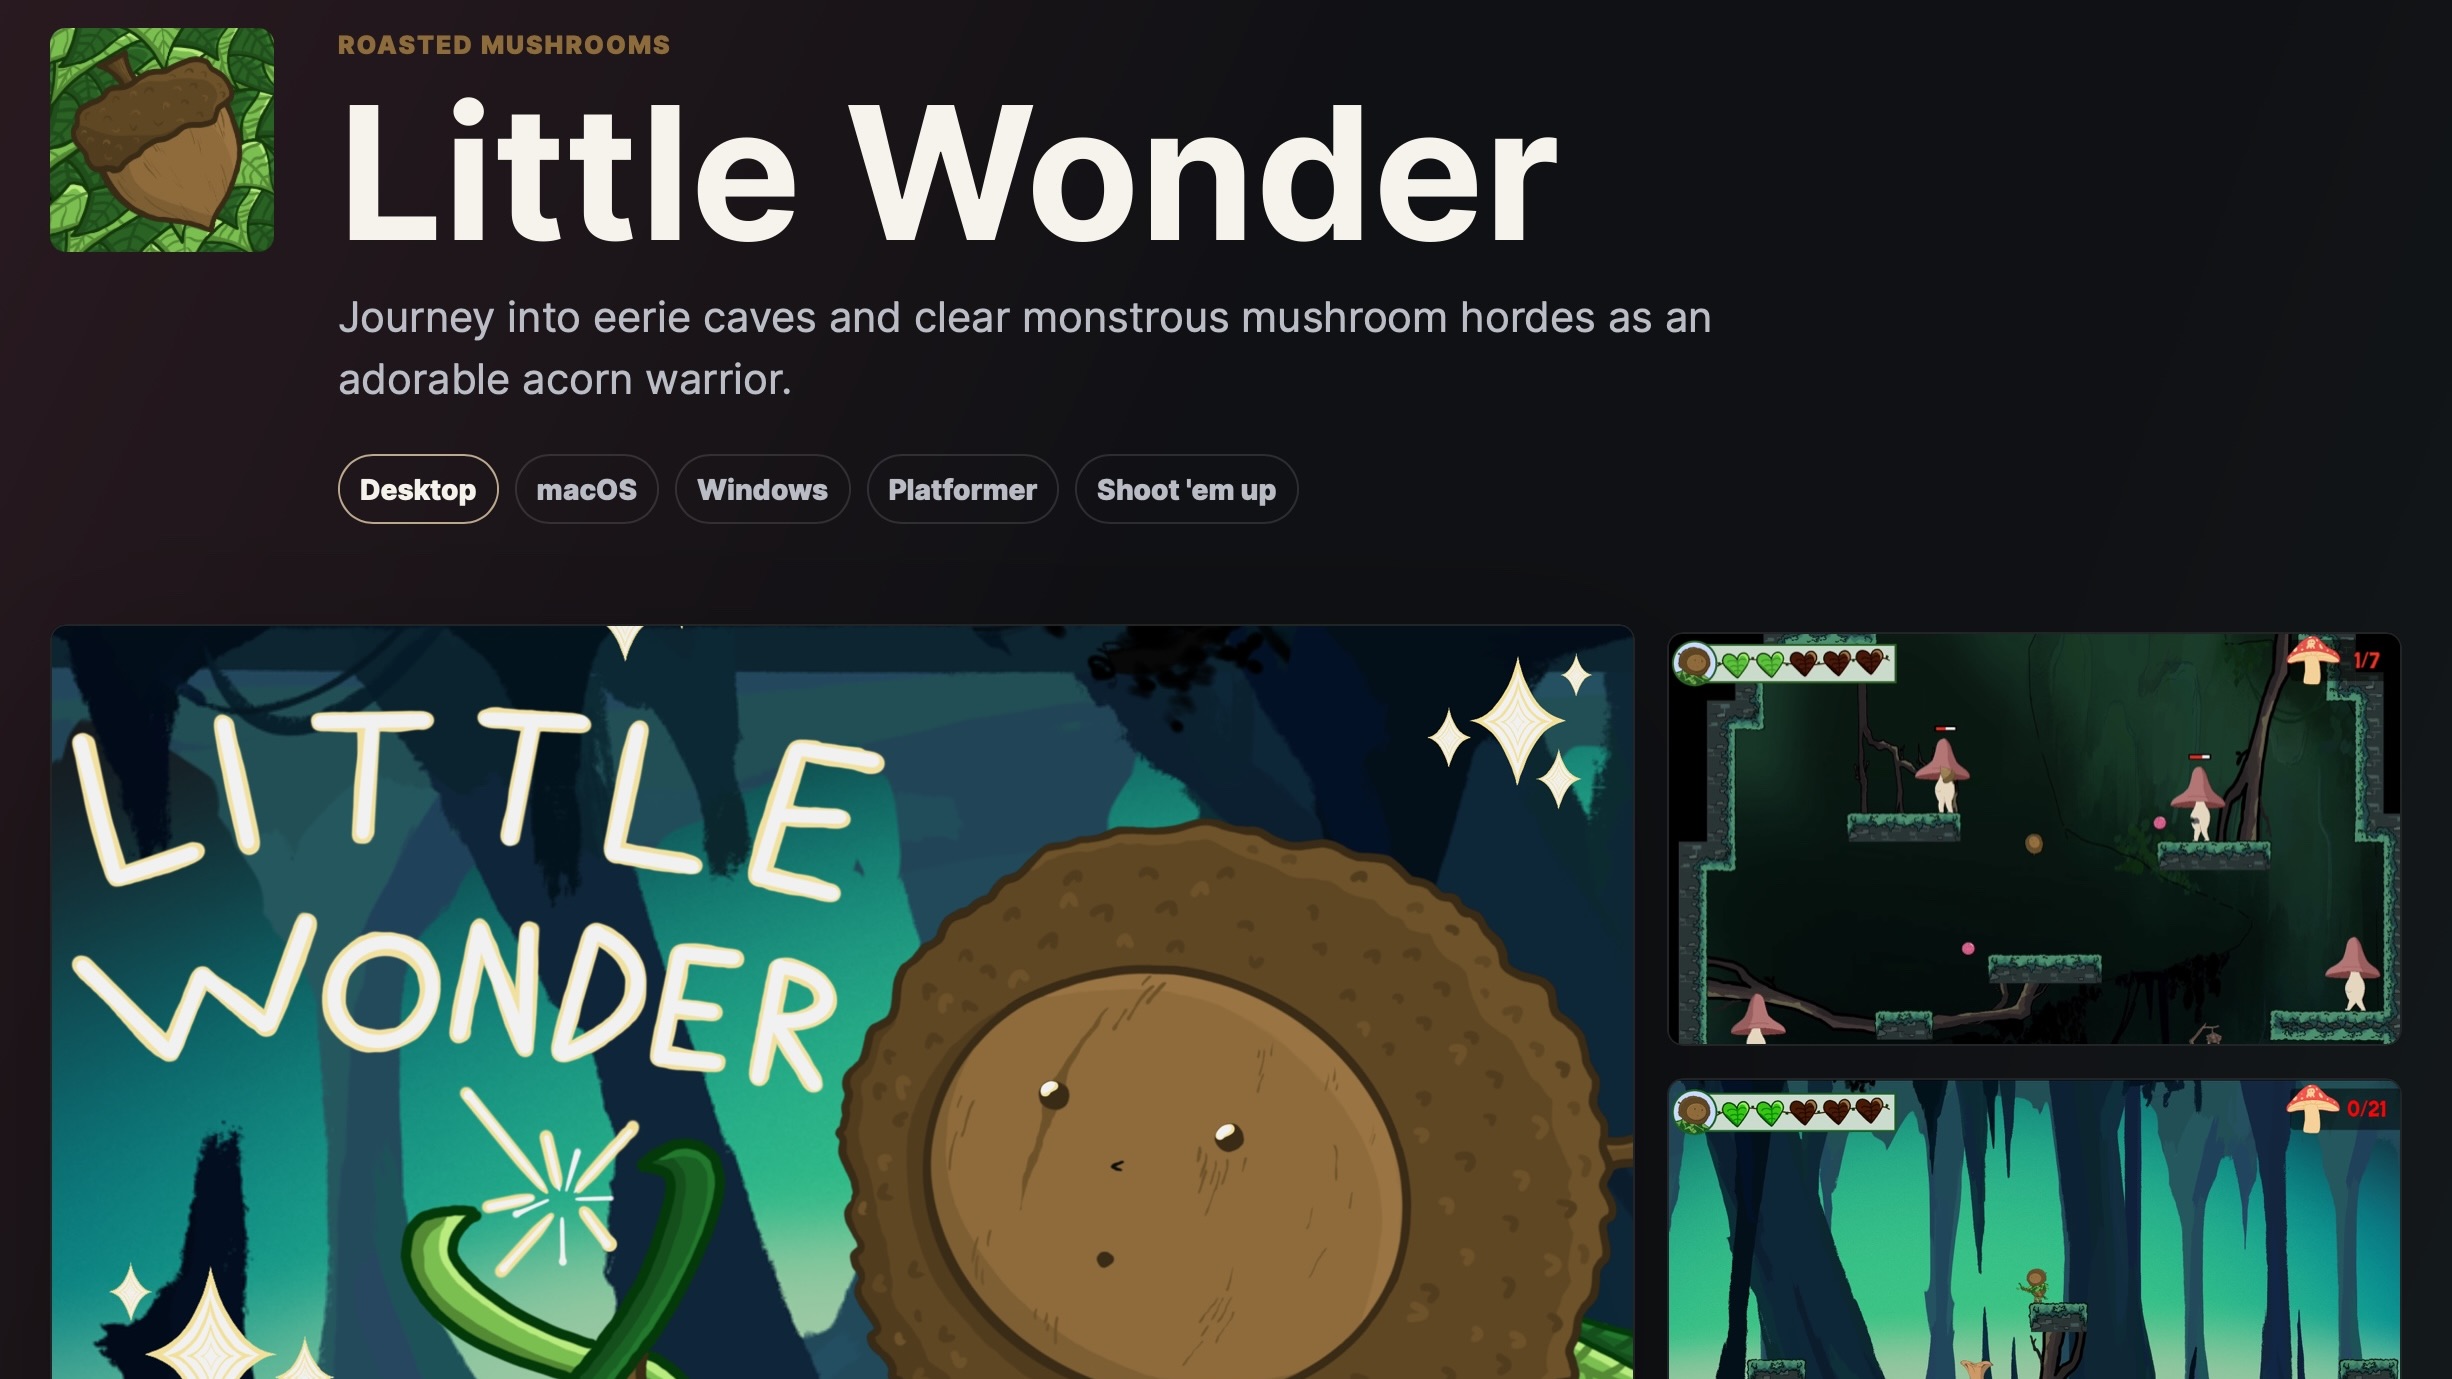 ROASTED MUSHROOMS
Little Wonder
Journey into eerie caves and clear monstrous mushroom hordes as an
adorable acorn warrior.
Desktop
macOS
Windows
Platformer
Shoot 'em up
LITTLE
WONDER
1/7
0/21